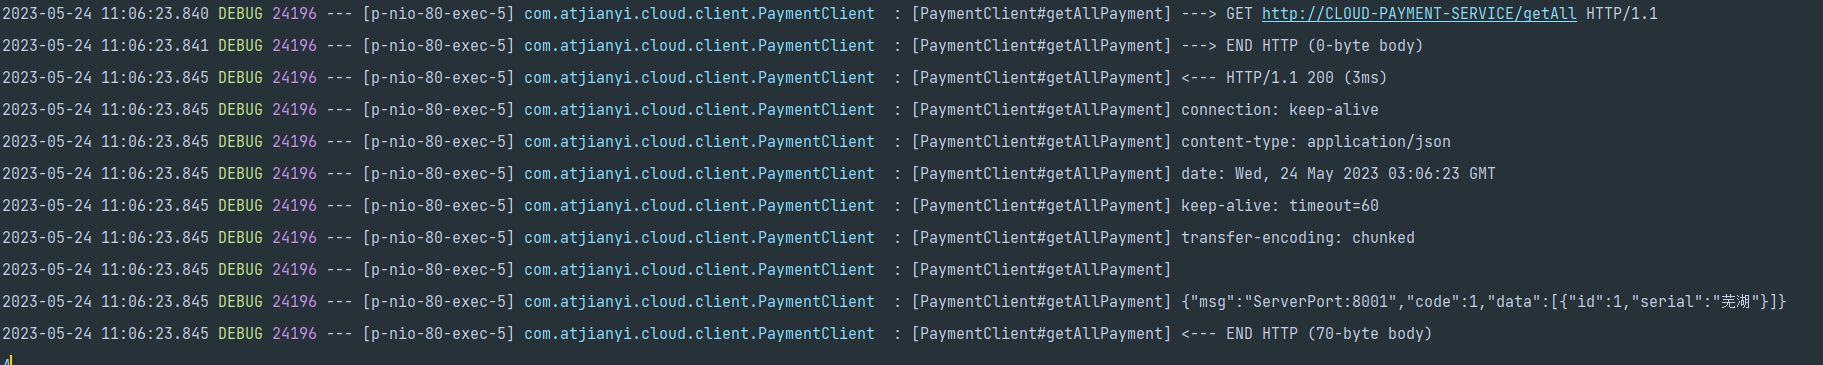 2023-05-24 11:06:23.840 DEBUG 24196 --- [p-nio-80-exec-5] com.atjianyi.cloud.client.PaymentClient  : [PaymentClient#getAllPayment] ---> GET http://CLOUD-PAYMENT-SERVICE/getAll HTTP/1.1
2023-05-24 11:06:23.841 DEBUG 24196 --- [p-nio-80-exec-5] com.atjianyi.cloud.client.PaymentClient  : [PaymentClient#getAllPayment] ---> END HTTP (0-byte body)
2023-05-24 11:06:23.845 DEBUG 24196 --- [p-nio-80-exec-5] com.atjianyi.cloud.client.PaymentClient  : [PaymentClient#getAllPayment] <--- HTTP/1.1 200 (3ms)
2023-05-24 11:06:23.845 DEBUG 24196 --- [p-nio-80-exec-5] com.atjianyi.cloud.client.PaymentClient  : [PaymentClient#getAllPayment] connection: keep-alive
2023-05-24 11:06:23.845 DEBUG 24196 --- [p-nio-80-exec-5] com.atjianyi.cloud.client.PaymentClient  : [PaymentClient#getAllPayment] content-type: application/json
2023-05-24 11:06:23.845 DEBUG 24196 --- [p-nio-80-exec-5] com.atjianyi.cloud.client.PaymentClient  : [PaymentClient#getAllPayment] date: Wed, 24 May 2023 03:06:23 GMT
2023-05-24 11:06:23.845 DEBUG 24196 --- [p-nio-80-exec-5] com.atjianyi.cloud.client.PaymentClient  : [PaymentClient#getAllPayment] keep-alive: timeout=60
2023-05-24 11:06:23.845 DEBUG 24196 --- [p-nio-80-exec-5] com.atjianyi.cloud.client.PaymentClient  : [PaymentClient#getAllPayment] transfer-encoding: chunked
2023-05-24 11:06:23.845 DEBUG 24196 --- [p-nio-80-exec-5] com.atjianyi.cloud.client.PaymentClient  : [PaymentClient#getAllPayment]
2023-05-24 11:06:23.845 DEBUG 24196 --- [p-nio-80-exec-5] com.atjianyi.cloud.client.PaymentClient  : [PaymentClient#getAllPayment] {"msg":"ServerPort:8001","code":1,"data":[{"id":1,"serial":"芜湖"}]}
2023-05-24 11:06:23.845 DEBUG 24196 --- [p-nio-80-exec-5] com.atjianyi.cloud.client.PaymentClient  : [PaymentClient#getAllPayment] <--- END HTTP (70-byte body)